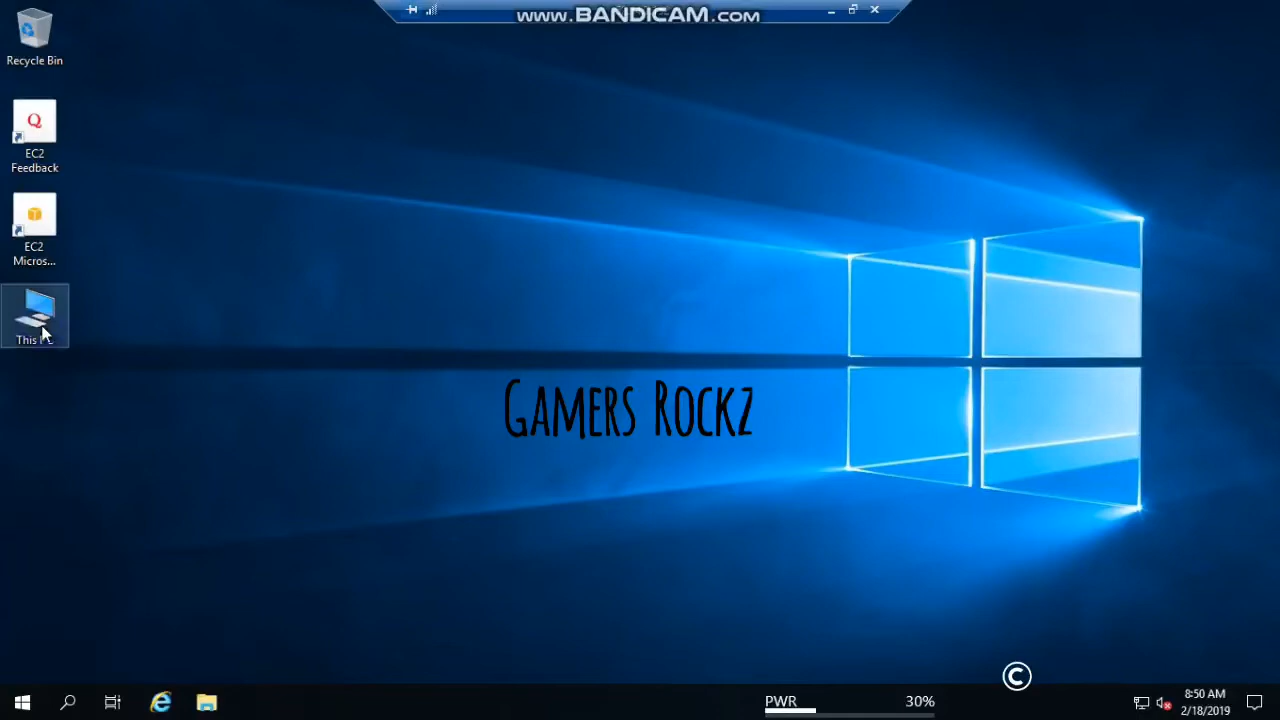 www.BANDICAM.com
Recycle Bin
Q
EC2
Feedback
EC2
Micros...
This
Gamers Rockz
©
PWR 30%
8:50 AM
2/18/2019